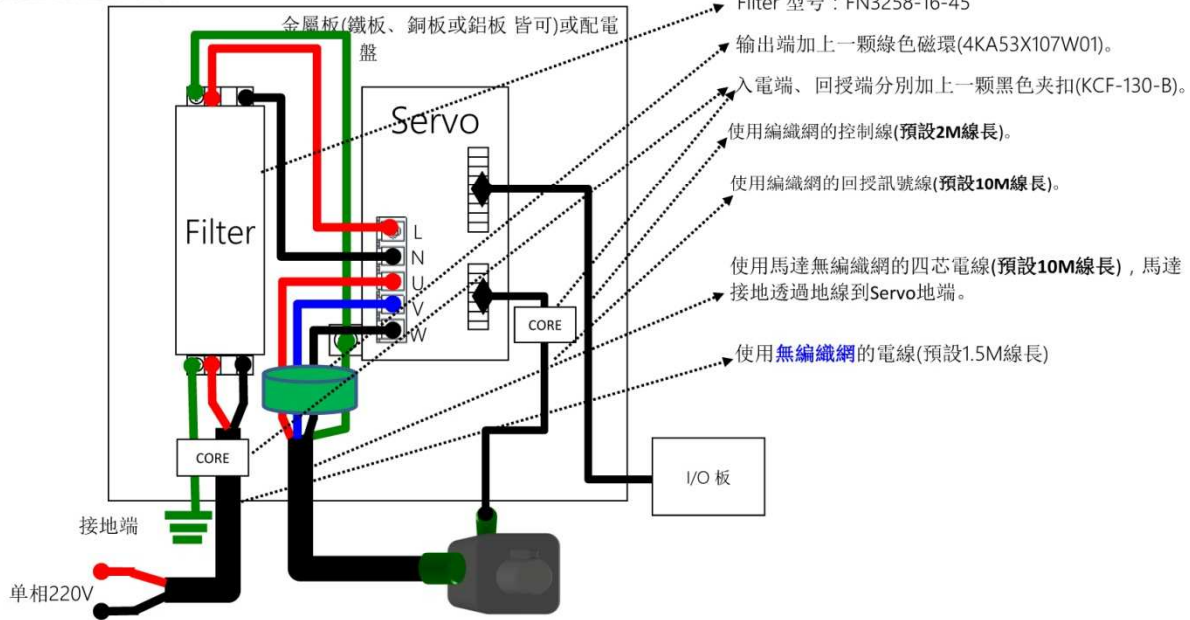 Filter 型号：FN3258-16-45
金屬板(鐵板、銅板或鋁板 皆可)或配電
盤
输出端加上一颗綠色磁環(4KA53X107W01)。
入電端、回授端分別加上一颗黑色夹扣(KCF-130-B)。
Servo
使用編織網的控制線(預設2M線長)。
使用編織網的回授訊號線(預設10M線長)。
Filter
L
N
U
V
W
使用馬達無編織網的四芯電線(預設10M線長)，馬達
接地透過地線到Servo地端。
CORE
使用無編織網的電線(預設1.5M線長)
CORE
I/O 板
接地端
单相220V